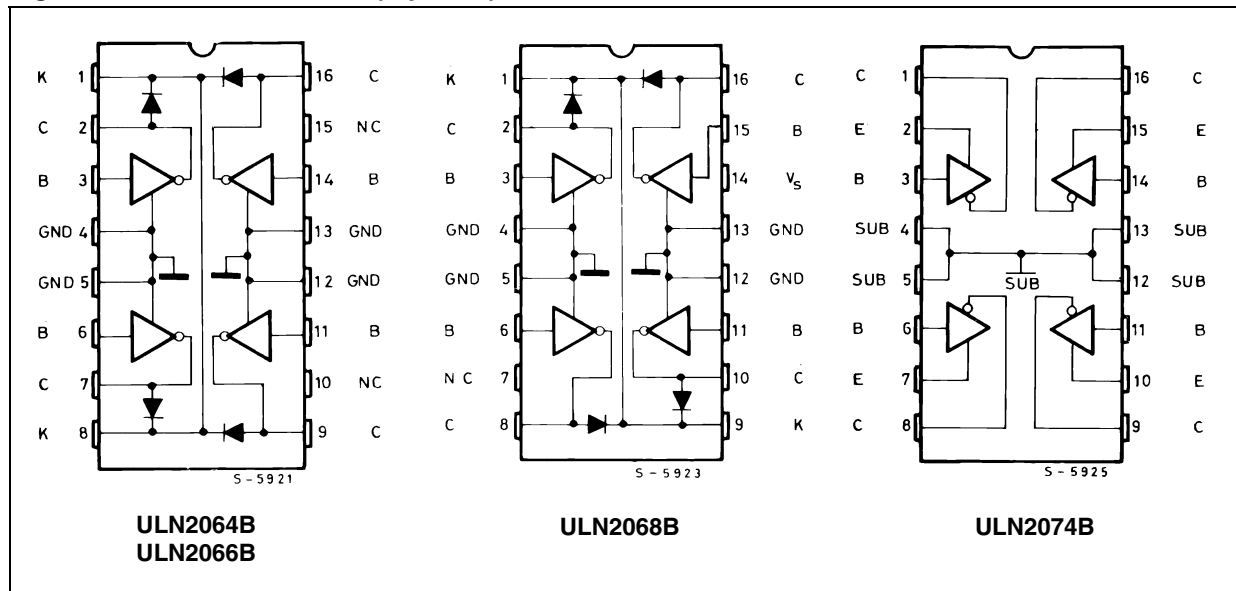 K 1 16 C K 1 16 C C 1 16 C
C 2 15 NC C 2 15 B E 2 15 E
B 3 14 B B 3 14 Vs B 3 14 B
GND 4 13 GND GND 4 13 GND SUB 4 13 SUB
GND 5 12 GND GND 5 12 GND SUB 5 SUB 12 SUB
B 6 11 B B 6 11 B B 6 11 B
C 7 10 NC NC 7 10 C E 7 10 E
K 8 9 C C 8 9 K C 8 9 C
S-5921 S-5923 S-5925
ULN2064B ULN2068B ULN2074B
ULN2066B